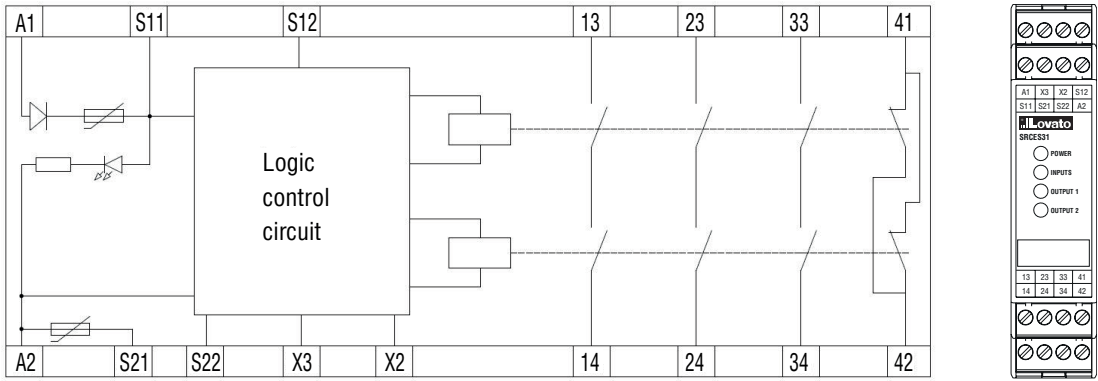 A1 S11 S12 13 23 33 41
Logic
control
circuit
A2 S21 S22 X3 X2 14 24 34 42
A1 X3 X2 S12
S11 S21 S22 A2
Lovato
SRCES31
POWER
INPUTS
OUTPUT 1
OUTPUT 2
13 23 33 41
14 24 34 42